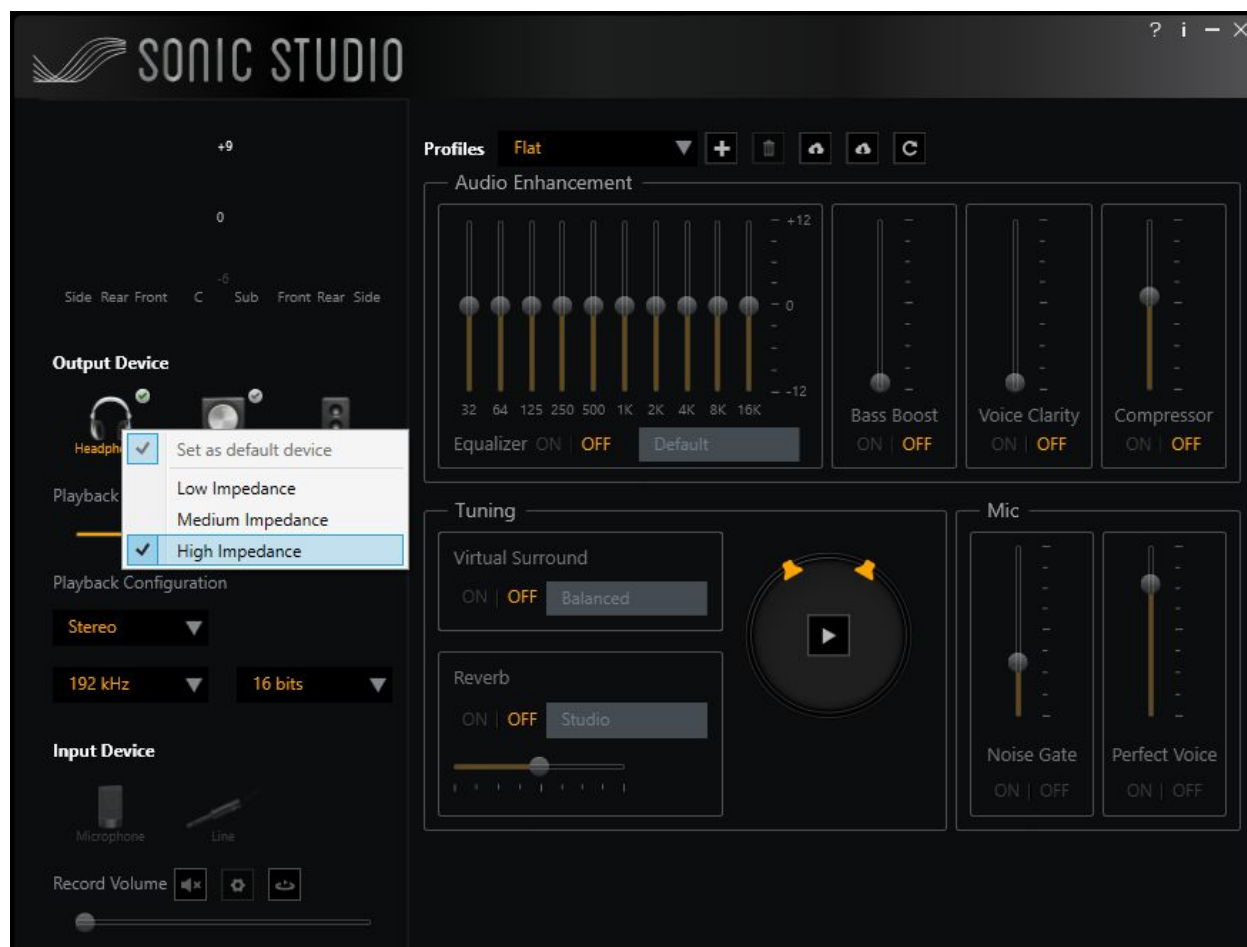 ? i
SONIC STUDIO
+9
0
-6
Side Rear Front C Sub Front Rear Side
Output Device
Set as default device
Low Impedance
Medium Impedance
High Impedance
Playback
Playback Configuration
Stereo
192 kHz 16 bits
Input Device
Microphone Line
Record Volume
Profiles Flat
Audio Enhancement
+12
0
-12
32 64 125 250 500 1K 2K 4K 8K 16K
Equalizer ON | OFF Default
Bass Boost
ON | OFF
Voice Clarity
ON | OFF
Compressor
ON | OFF
Tuning
Virtual Surround
ON | OFF Balanced
Reverb
ON | OFF Studio
Mic
Noise Gate
ON | OFF
Perfect Voice
ON | OFF